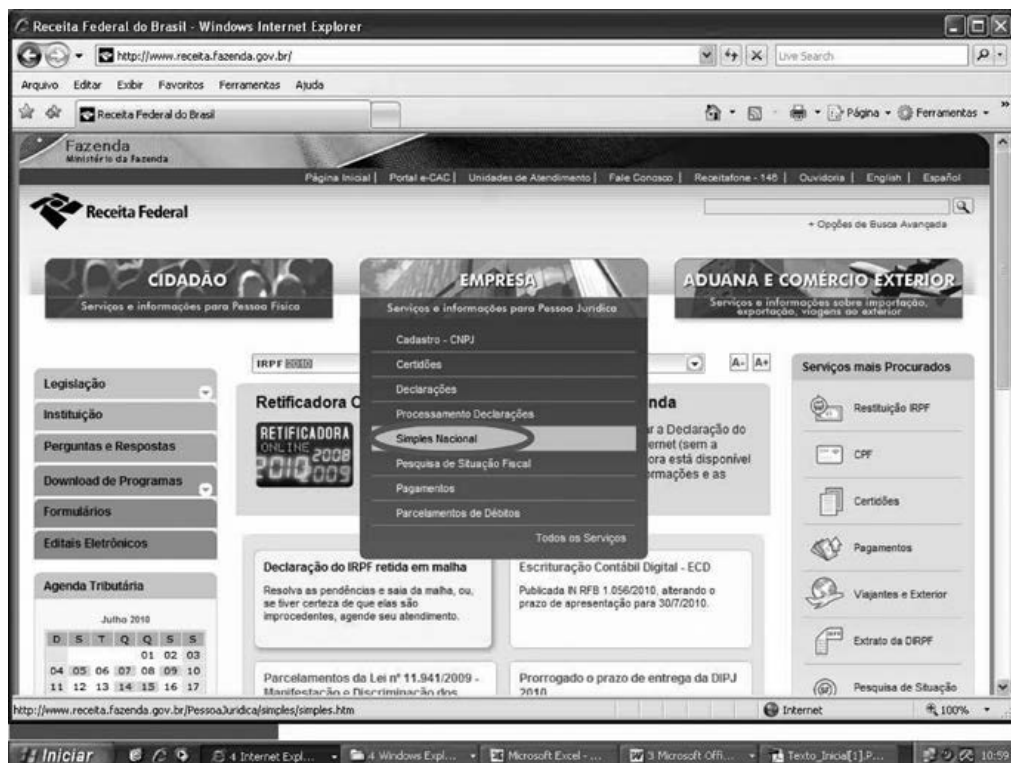 Receita Federal do Brasil - Windows Internet Explorer
http://www.receita.fazenda.gov.br/
Live Search
Arquivo Editar Exibir Favoritos Ferramentas Ajuda
Receita Federal do Brasil
Página Ferramentas
Fazenda
Ministério da Fazenda
Página Inicial | Portal e-CAC | Unidades de Atendimento | Fale Conosco | Receitafone - 146 | Ouvidoria | English | Español
Receita Federal
+ Opções de Busca Avançada
CIDADÃO
Serviços e informações para Pessoa Física
EMPRESA
Serviços e informações para Pessoa Jurídica
ADUANA E COMÉRCIO EXTERIOR
Serviços e informações sobre importação,
exportação, viagens ao exterior
Cadastro - CNPJ
Certidões
Declarações
Processamento Declarações
Simples Nacional
Pesquisa de Situação Fiscal
Pagamentos
Parcelamentos de Débitos
Todos os Serviços
Legislação
Instituição
Perguntas e Respostas
Download de Programas
Formulários
Editais Eletrônicos
Agenda Tributária
Julho 2010
D S T Q Q S S
01 02 03
04 05 06 07 08 09 10
11 12 13 14 15 16 17
IRPF 2010
A- A+
Retificadora O
nda
RETIFICADORA
ONLINE 2008
2010 2009
ar a Declaração do
ernet (sem a
ora está disponível
ormações e as
Declaração do IRPF retida em malha
Resolva as pendências e saia da malha, ou,
se tiver certeza de que elas são
improcedentes, agende seu atendimento.
Escrituração Contábil Digital - ECD
Publicada IN RFB 1.056/2010, alterando o
prazo de apresentação para 30/7/2010.
Parcelamentos da Lei nº 11.941/2009 -
Manifestação e Discriminação dos
Prorrogado o prazo de entrega da DIPJ
2010
Serviços mais Procurados
Restituição IRPF
CPF
Certidões
Pagamentos
Viajantes e Exterior
Extrato da DIRPF
Pesquisa de Situação
http://www.receita.fazenda.gov.br/PessoaJuridica/simples/simples.htm
Internet
100%
Iniciar
4 Internet Expl...
4 Windows Expl...
Microsoft Excel - ...
3 Microsoft Offi...
Texto_Inicial[1].P...
10:59